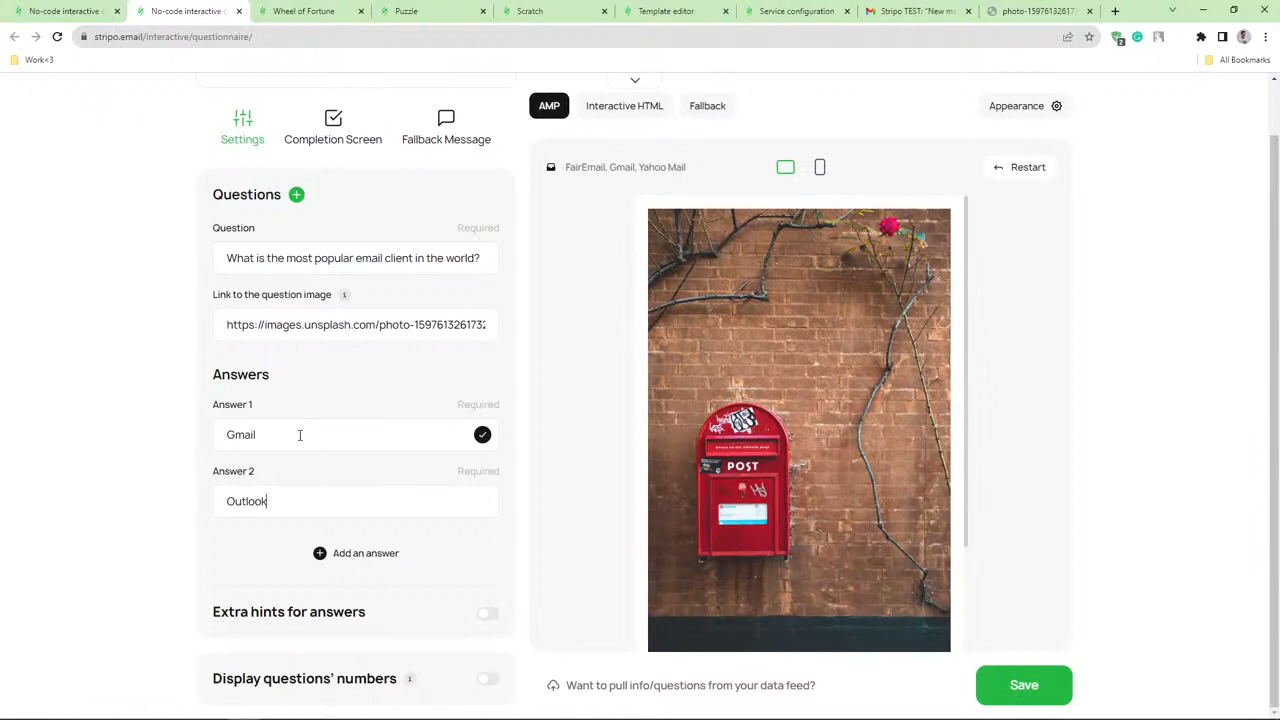 No-code interactive c
No-code interactive c
Wheel of Fortune
Puzzle
Scratch
Template editor
Service configuration
Stripo TEST: "New m
photo-1597613261
stripo.email/interactive/questionnaire/
2
Work<3
All Bookmarks
AMP
Interactive HTML
Fallback
Appearance
Settings
Completion Screen
Fallback Message
FairEmail, Gmail, Yahoo Mail
Restart
Questions
Question
Required
What is the most popular email client in the world?
Link to the question image
i
https://images.unsplash.com/photo-1597613261732
Answers
Answer 1
Required
Gmail
Answer 2
Required
Outlook
Add an answer
Extra hints for answers
Display questions' numbers
i
POST
Want to pull info/questions from your data feed?
Save